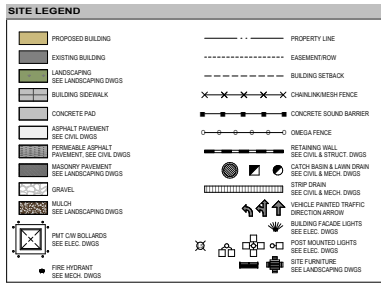 SITE LEGEND
PROPOSED BUILDING
EXISTING BUILDING
LANDSCAPING
SEE LANDSCAPING DWGS
BUILDING SIDEWALK
CONCRETE PAD
ASPHALT PAVEMENT
SEE CIVIL DWGS
PERMEABLE ASPHALT
PAVEMENT, SEE CIVIL DWGS
MASONRY PAVEMENT
SEE LANDSCAPING DWGS
GRAVEL
MULCH
SEE LANDSCAPING DWGS
PMT C/W BOLLARDS
SEE ELEC. DWGS
FIRE HYDRANT
SEE MECH. DWGS
PROPERTY LINE
EASEMENT/ROW
BUILDING SETBACK
CHAINLINK/MESH FENCE
CONCRETE SOUND BARRIER
OMEGA FENCE
RETAINING WALL
SEE CIVIL & STRUCT. DWGS
CATCH BASIN & LAWN DRAIN
SEE CIVIL & MECH. DWGS
STRIP DRAIN
SEE CIVIL & MECH. DWGS
VEHICLE PAINTED TRAFFIC
DIRECTION ARROW
BUILDING FACADE LIGHTS
SEE ELEC. DWGS
POST MOUNTED LIGHTS
SEE ELEC. DWGS
SITE FURNITURE
SEE LANDSCAPING DWGS